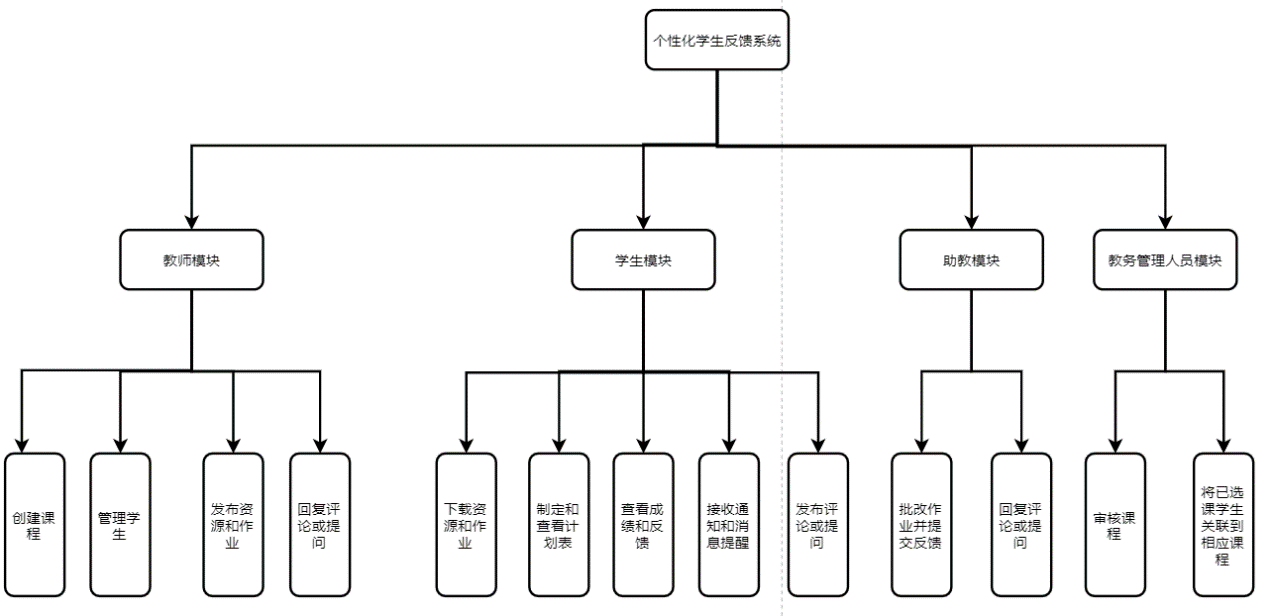 个性化学生反馈系统
教师模块
学生模块
助教模块
教务管理人员模块
创建课
程
管理学
生
发布资
源和作
业
回复评
论或提
问
下载资
源和作
业
制定和
查看计
划表
查看成
绩和反
馈
接收通
知和消
息提醒
发布评
论或提
问
批改作
业并提
交反馈
回复评
论或提
问
审核课
程
将已选
课学生
关联到
相应课
程